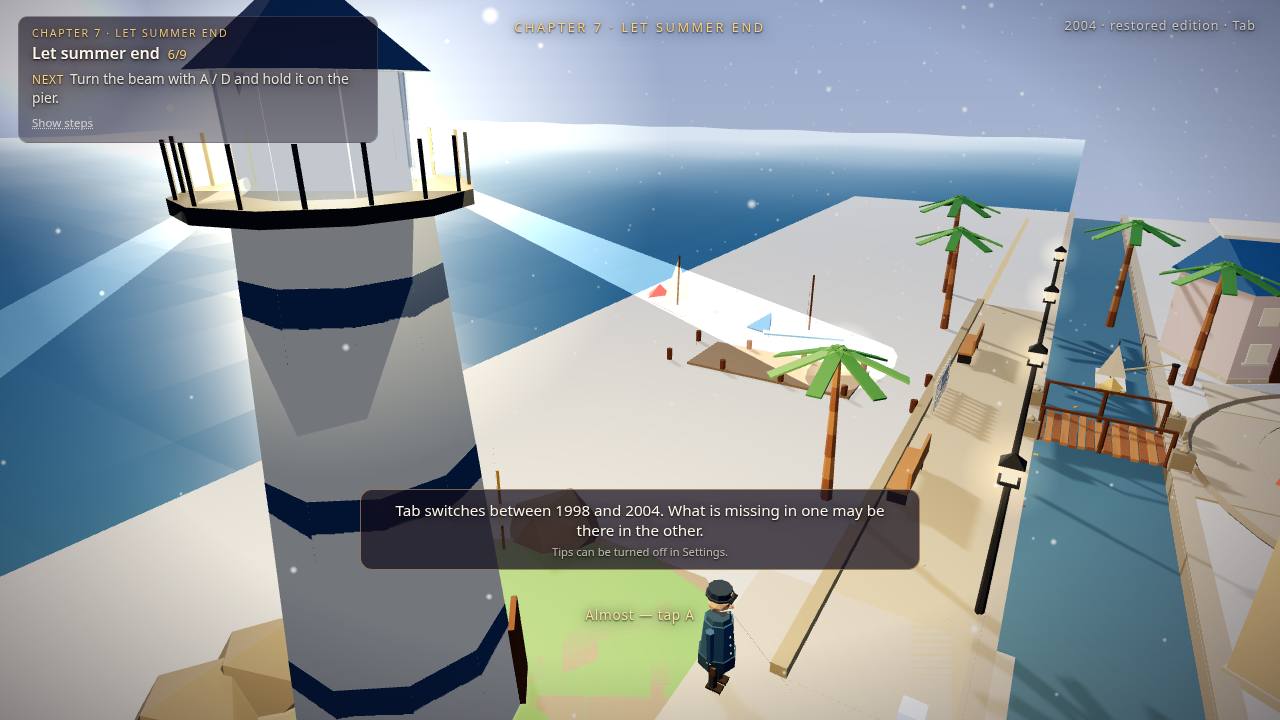 CHAPTER 7 · LET SUMMER END
Let summer end 6/9
NEXT Turn the beam with A / D and hold it on the
pier.
Show steps
CHAPTER 7 · LET SUMMER END
2004 · restored edition · Tab
Tab switches between 1998 and 2004. What is missing in one may be
there in the other.
Tips can be turned off in Settings.
Almost — tap A